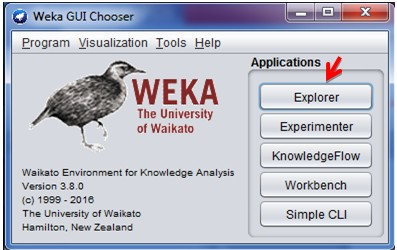 Weka GUI Chooser
Program Visualization Tools Help
WEKA
The University
of Waikato
Waikato Environment for Knowledge Analysis
Version 3.8.0
(c) 1999 - 2016
The University of Waikato
Hamilton, New Zealand
Applications
Explorer
Experimenter
KnowledgeFlow
Workbench
Simple CLI